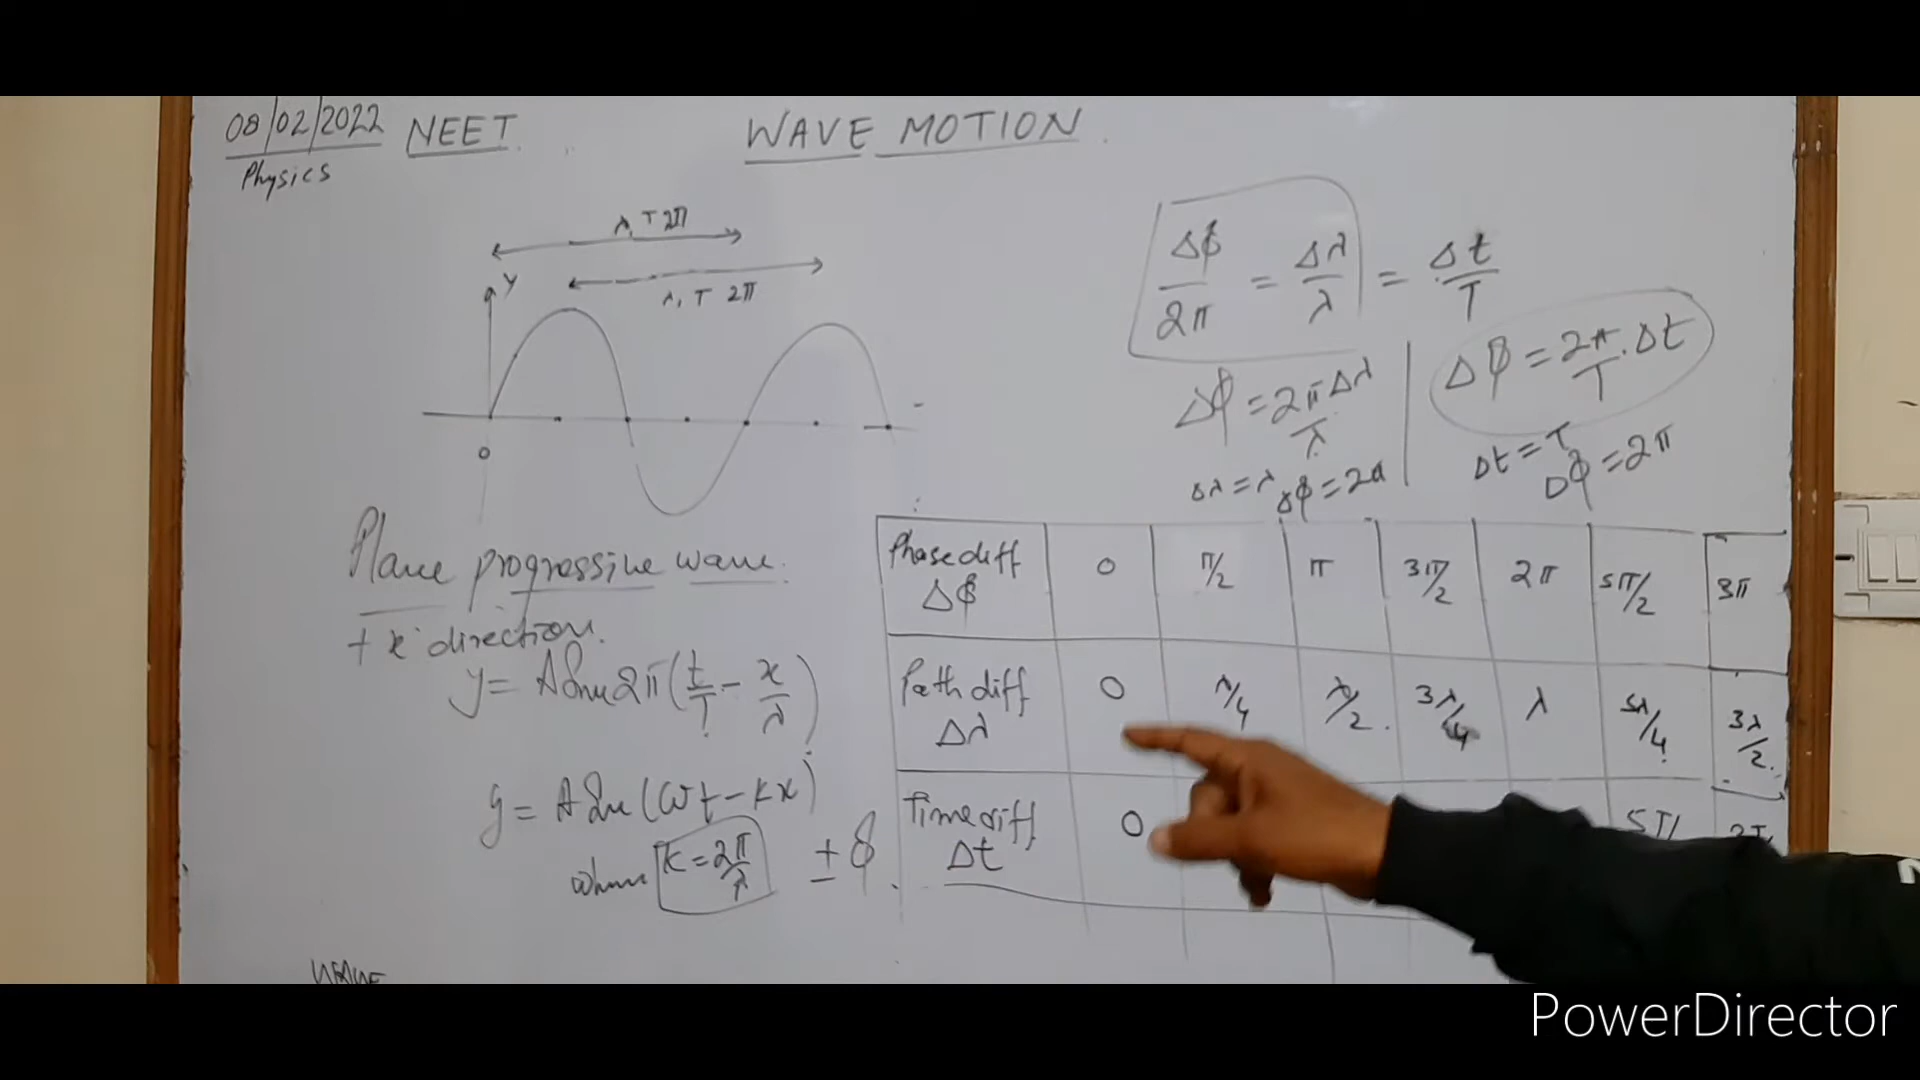 08/02/2022 NEET
Physics
WAVE MOTION
λ, T 2π
λ, T 2π
y
0
Δϕ/2π = Δλ/λ = Δt/T
Δϕ = 2π/λ Δλ
Δλ = λ Δϕ = 2π
Δϕ = 2π/T . Δt
Δt = T
Δϕ = 2π
Plane progressive wave.
+ x direction.
y = A Sin 2π (t/T - x/λ)
y = A Sin (ωt - kx)
where k = 2π/λ ± ϕ
Phase diff Δϕ 0 π/2 π 3π/2 2π 5π/2 3π
Path diff Δλ 0 λ/4 λ/2 3λ/4 λ 5λ/4 3λ/2
Time diff Δt 0 5T/
PowerDirector